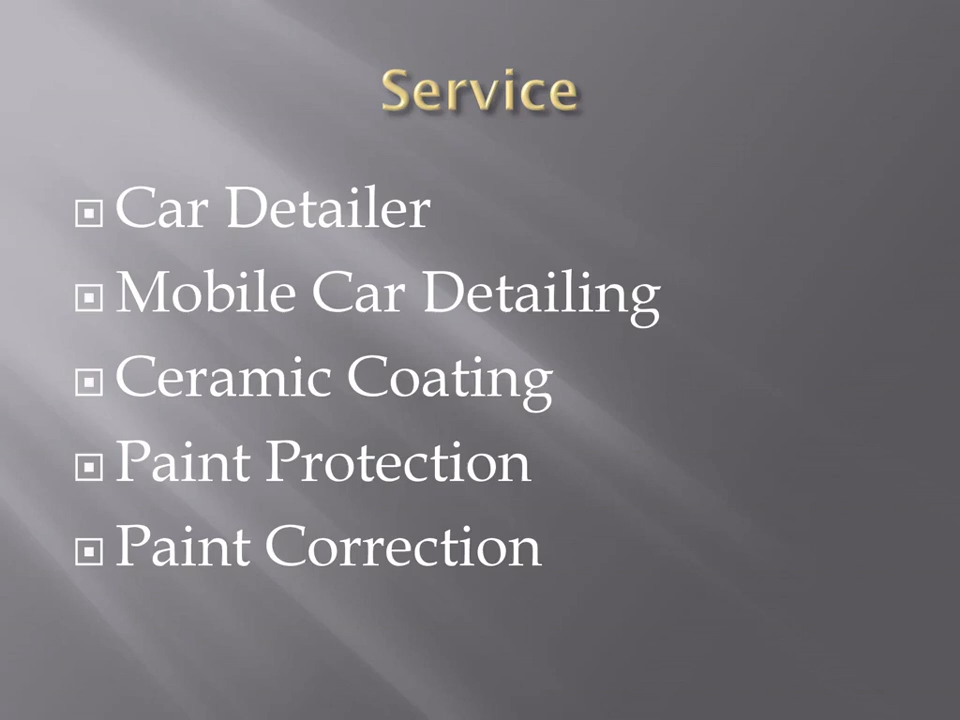 Service
Car Detailer
Mobile Car Detailing
Ceramic Coating
Paint Protection
Paint Correction